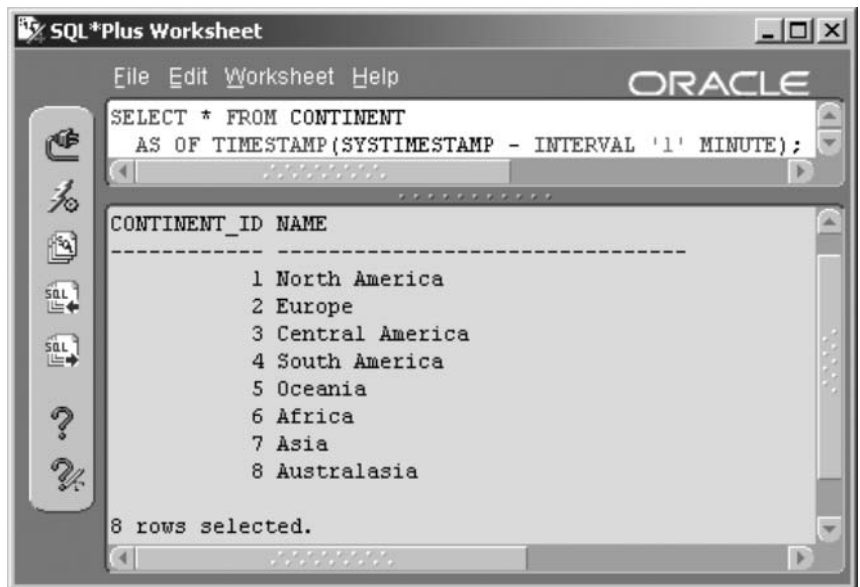 SQL*Plus Worksheet
File Edit Worksheet Help
ORACLE
SELECT * FROM CONTINENT
AS OF TIMESTAMP(SYSTIMESTAMP - INTERVAL '1' MINUTE);
CONTINENT_ID NAME
------------ --------------------------------
1 North America
2 Europe
3 Central America
4 South America
5 Oceania
6 Africa
7 Asia
8 Australasia
8 rows selected.
SQL
SQL